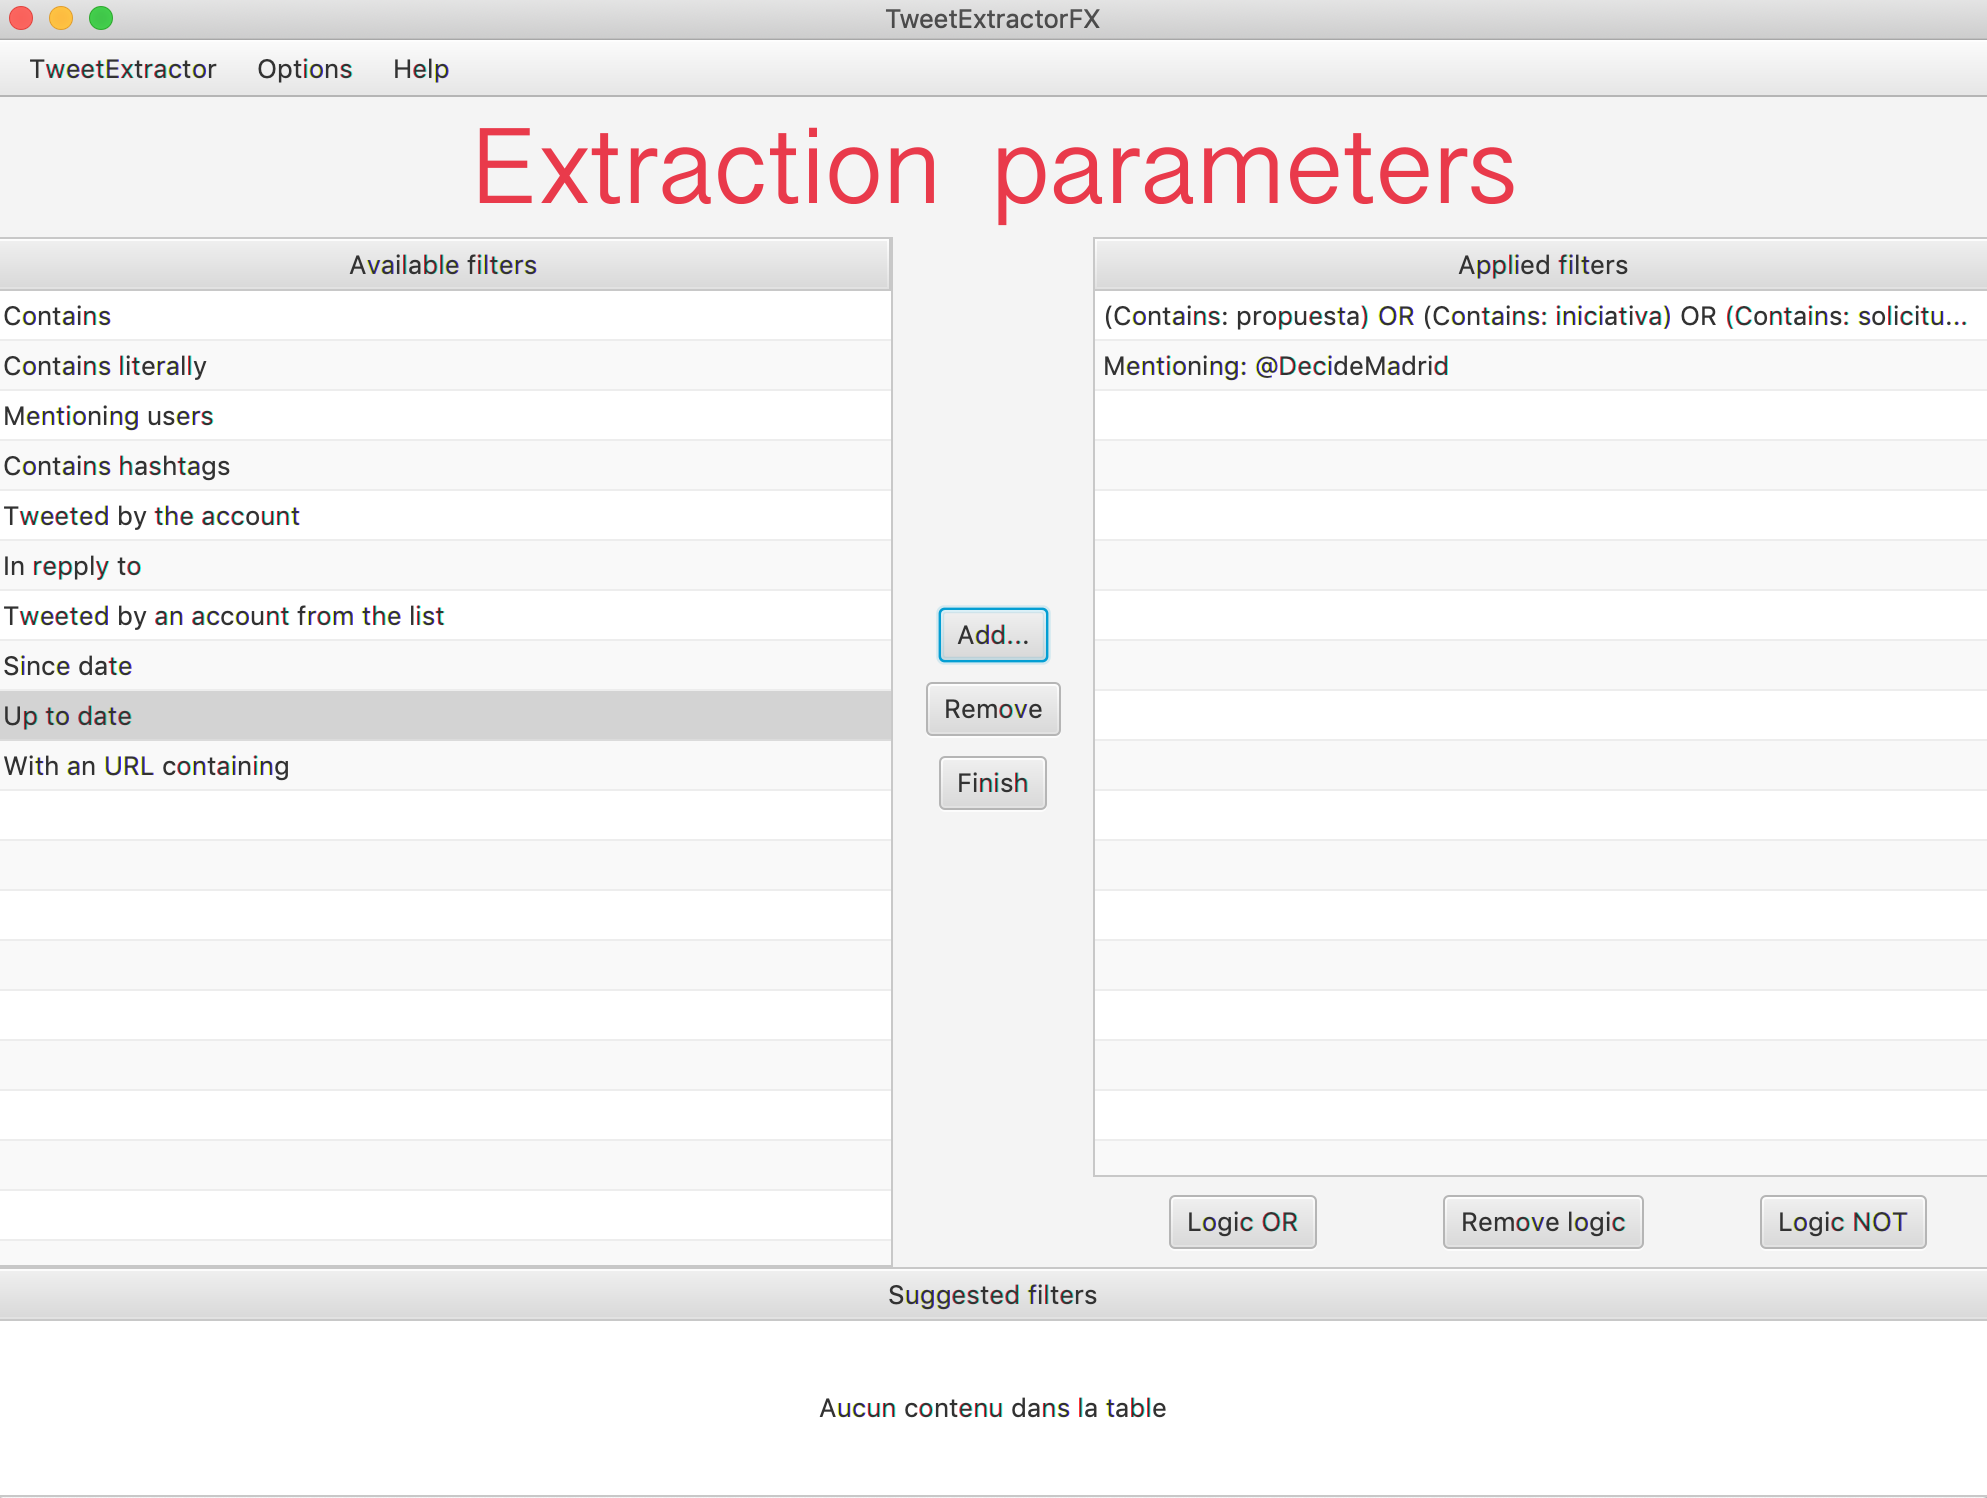 TweetExtractorFX
TweetExtractor Options Help
Extraction parameters
Available filters
Contains
Contains literally
Mentioning users
Contains hashtags
Tweeted by the account
In repply to
Tweeted by an account from the list
Since date
Up to date
With an URL containing
Add...
Remove
Finish
Applied filters
(Contains: propuesta) OR (Contains: iniciativa) OR (Contains: solicitu...
Mentioning: @DecideMadrid
Logic OR Remove logic Logic NOT
Suggested filters
Aucun contenu dans la table